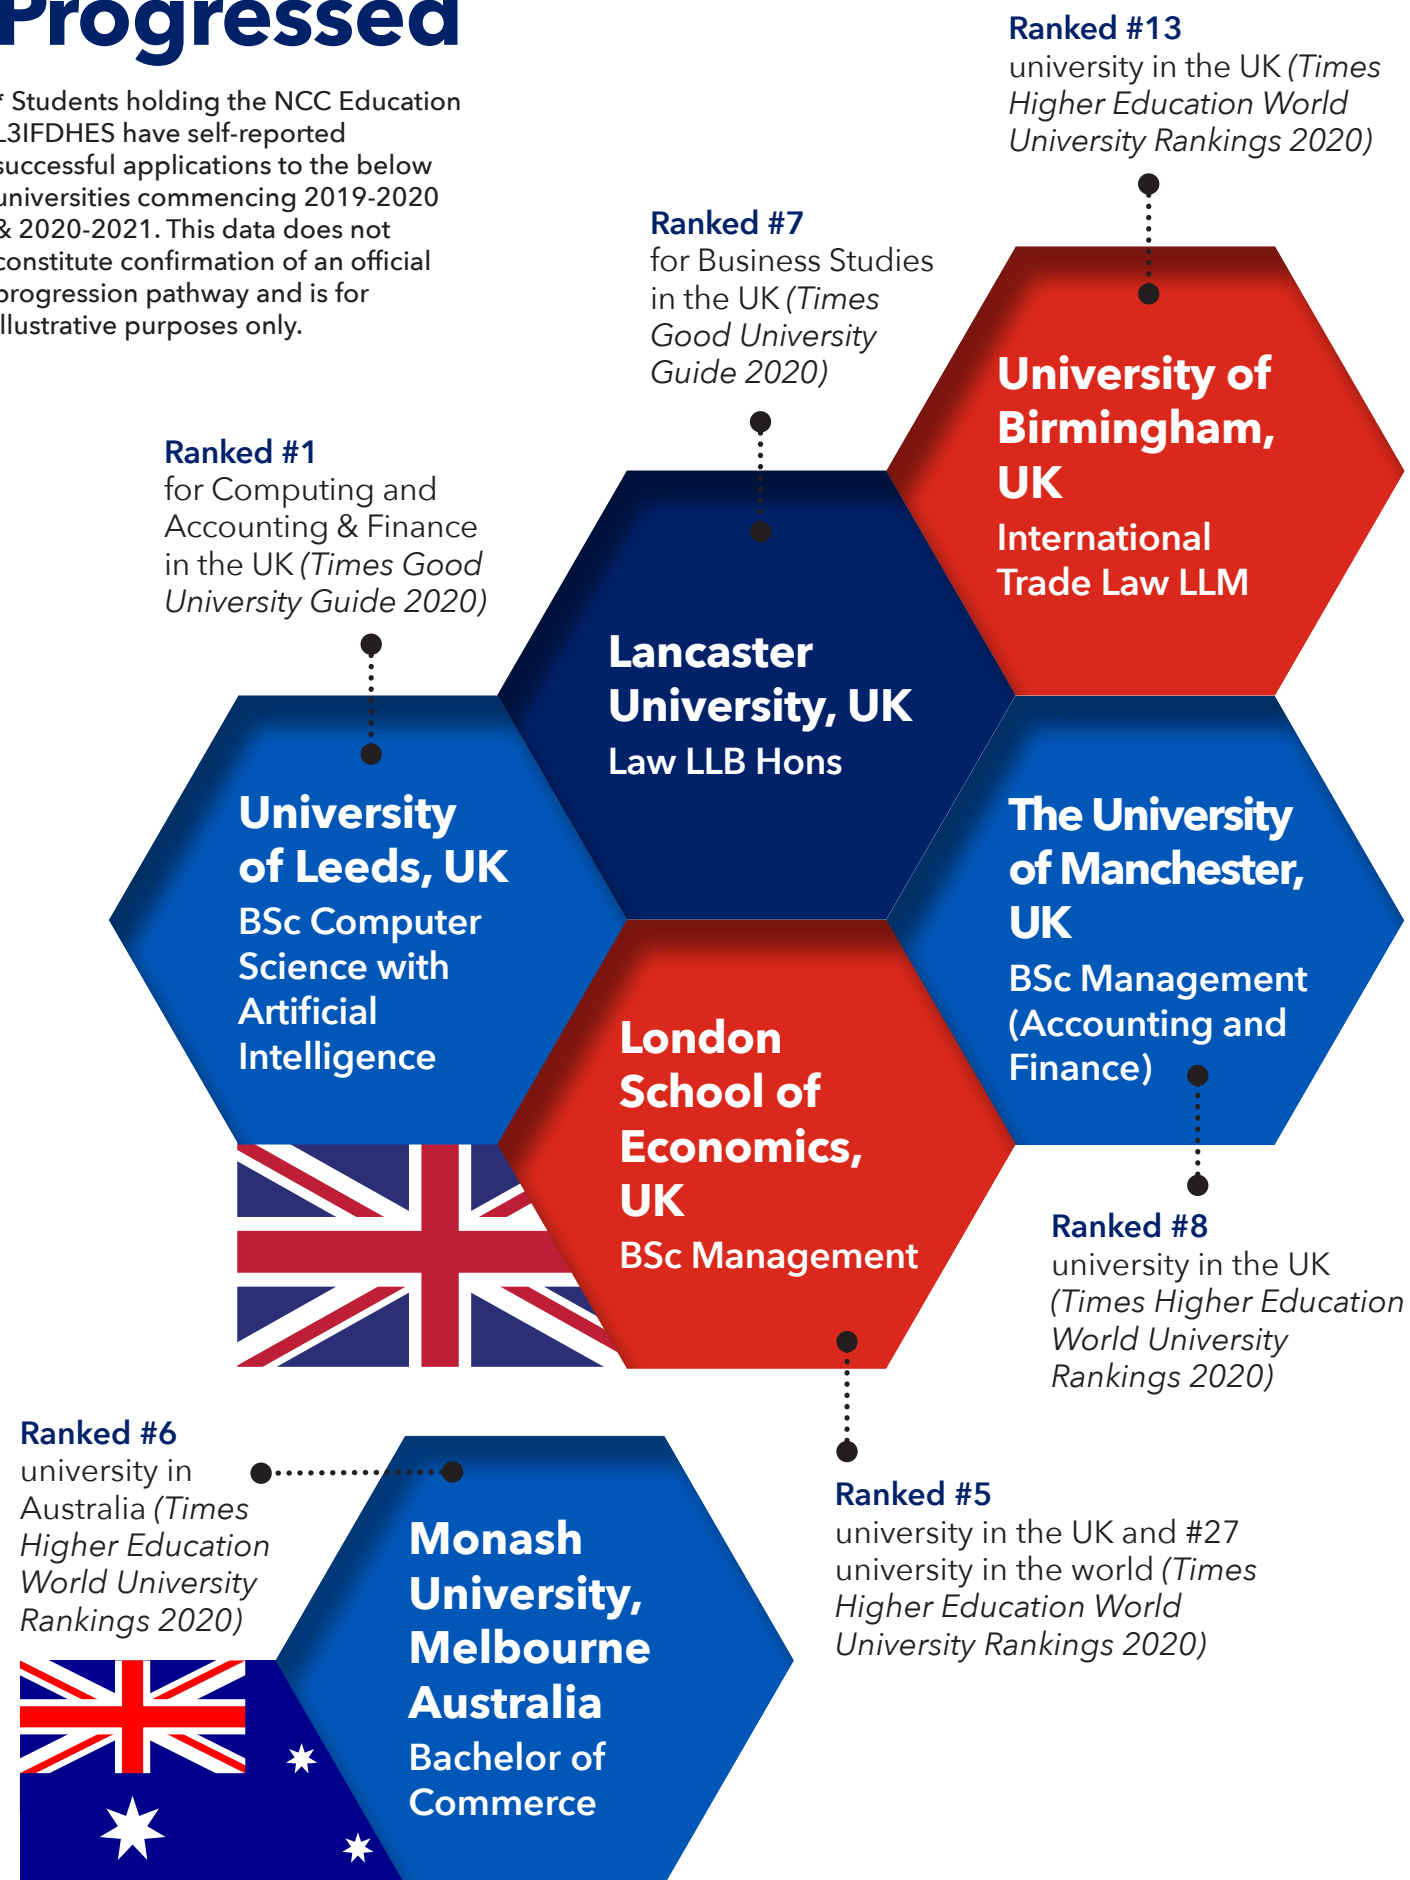 Progressed
* Students holding the NCC Education
L3IFDHES have self-reported
successful applications to the below
universities commencing 2019-2020
& 2020-2021. This data does not
constitute confirmation of an official
progression pathway and is for
illustrative purposes only.
Ranked #13
university in the UK (Times
Higher Education World
University Rankings 2020)
Ranked #7
for Business Studies
in the UK (Times
Good University
Guide 2020)
Ranked #1
for Computing and
Accounting & Finance
in the UK (Times Good
University Guide 2020)
University of
Birmingham,
UK
International
Trade Law LLM
Lancaster
University, UK
Law LLB Hons
University
of Leeds, UK
BSc Computer
Science with
Artificial
Intelligence
The University
of Manchester,
UK
BSc Management
(Accounting and
Finance)
London
School of
Economics,
UK
BSc Management
Ranked #8
university in the UK
(Times Higher Education
World University
Rankings 2020)
Ranked #6
university in
Australia (Times
Higher Education
World University
Rankings 2020)
Ranked #5
university in the UK and #27
university in the world (Times
Higher Education World
University Rankings 2020)
Monash
University,
Melbourne
Australia
Bachelor of
Commerce